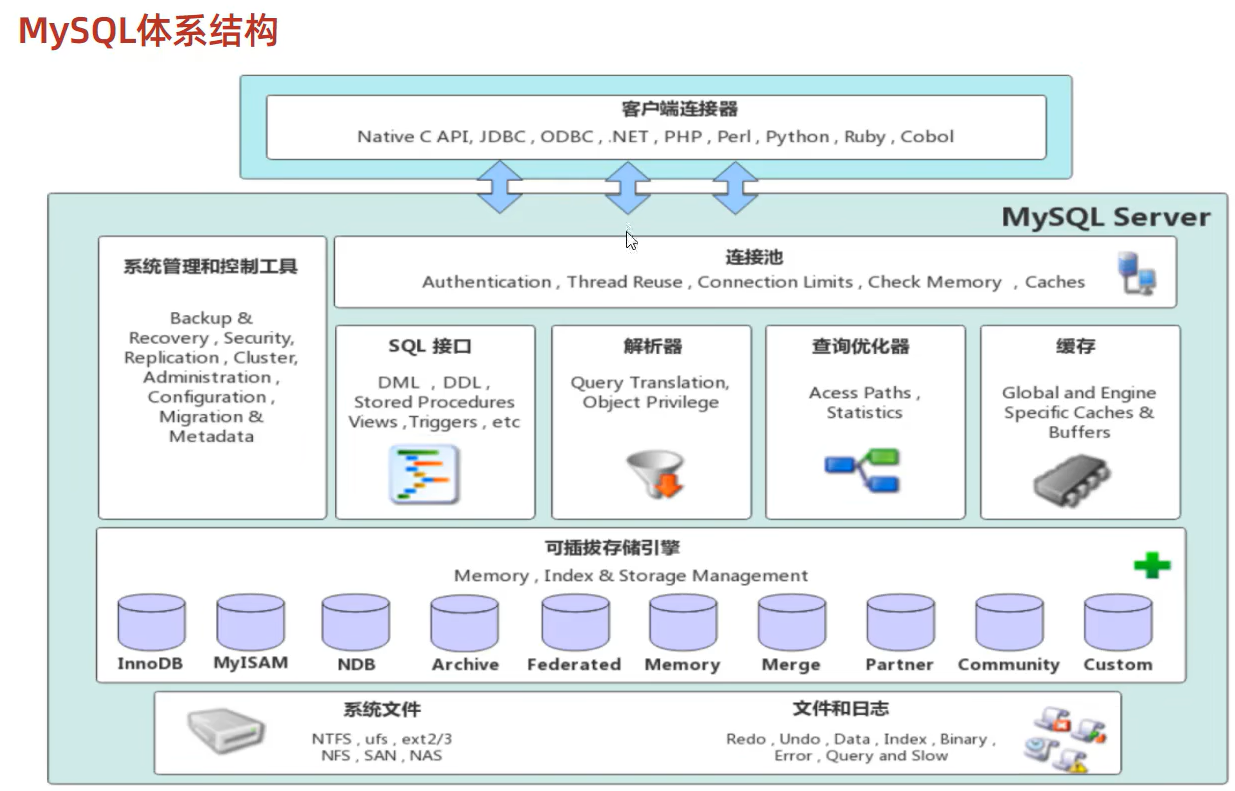 MySQL体系结构
客户端连接器
Native C API, JDBC , ODBC , .NET , PHP , Perl , Python , Ruby , Cobol
MySQL Server
系统管理和控制工具
Backup &
Recovery , Security,
Replication , Cluster,
Administration ,
Configuration ,
Migration &
Metadata
连接池
Authentication , Thread Reuse , Connection Limits , Check Memory , Caches
SQL 接口
DML , DDL ,
Stored Procedures
Views ,Triggers , etc
解析器
Query Translation,
Object Privilege
查询优化器
Acess Paths ,
Statistics
缓存
Global and Engine
Specific Caches &
Buffers
可插拔存储引擎
Memory , Index & Storage Management
InnoDB
MyISAM
NDB
Archive
Federated
Memory
Merge
Partner
Community
Custom
系统文件
NTFS , ufs , ext2/3
NFS , SAN , NAS
文件和日志
Redo , Undo , Data , Index , Binary ,
Error , Query and Slow